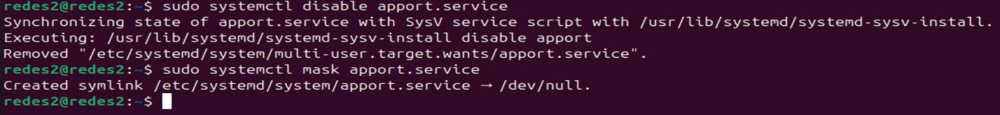 redes2@redes2:~$ sudo systemctl disable apport.service
Synchronizing state of apport.service with SysV service script with /usr/lib/systemd/systemd-sysv-install.
Executing: /usr/lib/systemd/systemd-sysv-install disable apport
Removed "/etc/systemd/system/multi-user.target.wants/apport.service".
redes2@redes2:~$ sudo systemctl mask apport.service
Created symlink /etc/systemd/system/apport.service → /dev/null.
redes2@redes2:~$